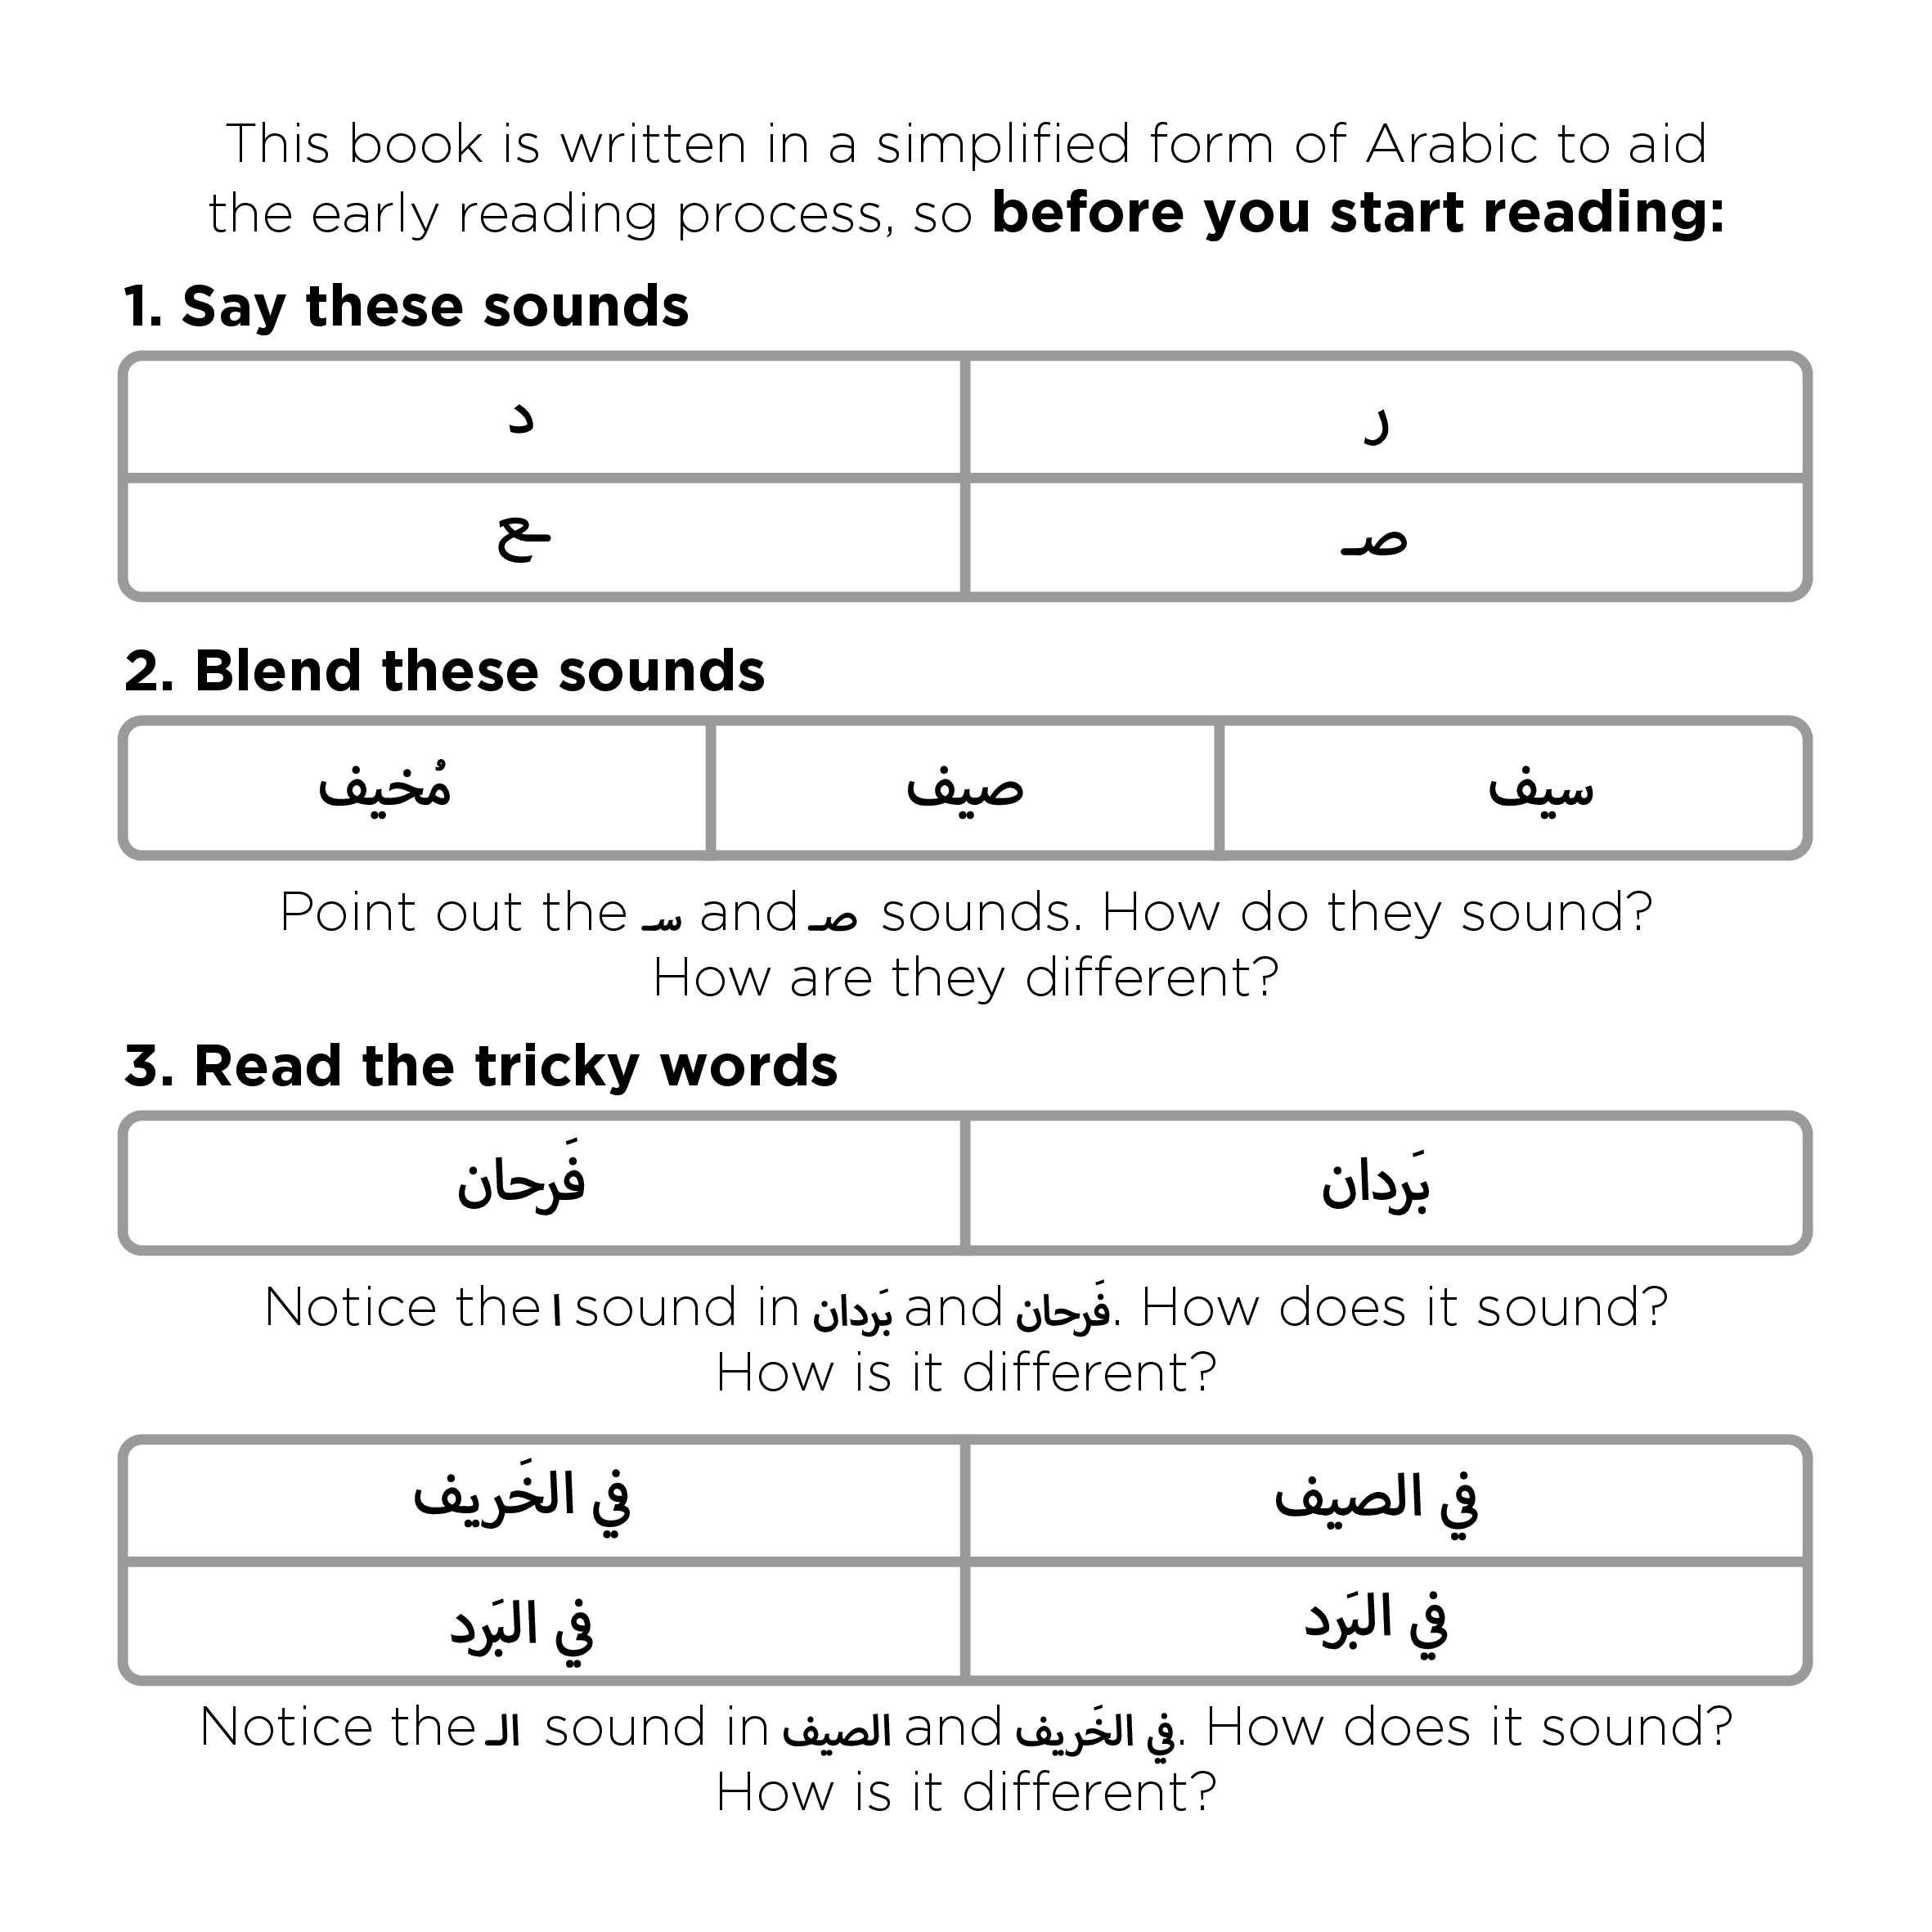 This book is written in a simplified form of Arabic to aid
the early reading process, so before you start reading:
1. Say these sounds
ر د
صـ ـع
2. Blend these sounds
سيف صيف مُخيف
Point out the سـ and صـ sounds. How do they sound?
How are they different?
3. Read the tricky words
بَردان فَرحان
Notice the ا sound in بَردان and فَرحان. How does it sound?
How is it different?
في الصيف في الخَريف
في البَرد في البَرد
Notice the الـ sound in الصيف and في الخَريف. How does it sound?
How is it different?